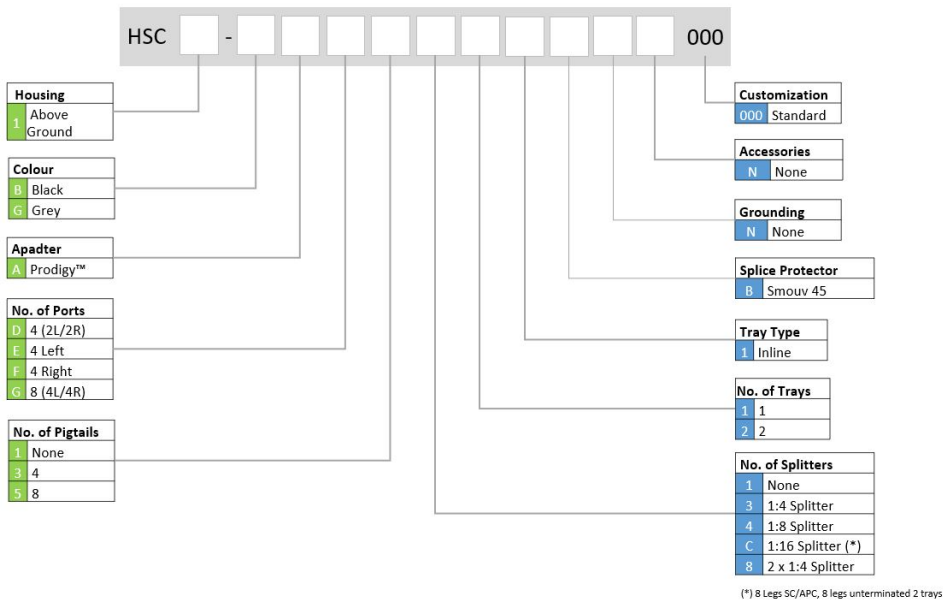 HSC - 000
Housing
1 Above
Ground
Colour
B Black
G Grey
Apadter
A Prodigy™
No. of Ports
D 4 (2L/2R)
E 4 Left
F 4 Right
G 8 (4L/4R)
No. of Pigtails
1 None
3 4
5 8
Customization
000 Standard
Accessories
N None
Grounding
N None
Splice Protector
B Smouv 45
Tray Type
1 Inline
No. of Trays
1 1
2 2
No. of Splitters
1 None
3 1:4 Splitter
4 1:8 Splitter
C 1:16 Splitter (*)
8 2 x 1:4 Splitter
(*) 8 Legs SC/APC, 8 legs unterminated 2 trays